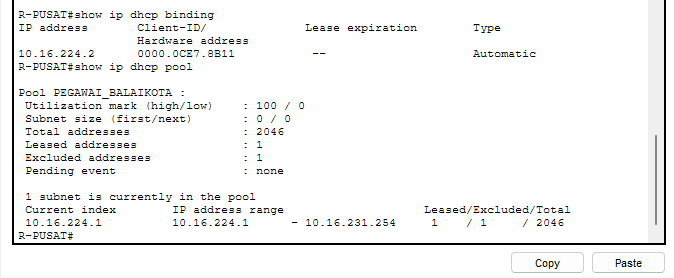 R-PUSAT#show ip dhcp binding
IP address       Client-ID/              Lease expiration        Type
                 Hardware address
10.16.224.2      0000.0CE7.8B11           --                     Automatic
R-PUSAT#show ip dhcp pool

Pool PEGAWAI_BALAIKOTA :
 Utilization mark (high/low)    : 100 / 0
 Subnet size (first/next)       : 0 / 0
 Total addresses                : 2046
 Leased addresses               : 1
 Excluded addresses             : 1
 Pending event                  : none

 1 subnet is currently in the pool
 Current index        IP address range                    Leased/Excluded/Total
 10.16.224.1          10.16.224.1      - 10.16.231.254     1    / 1     / 2046
R-PUSAT#
Copy Paste